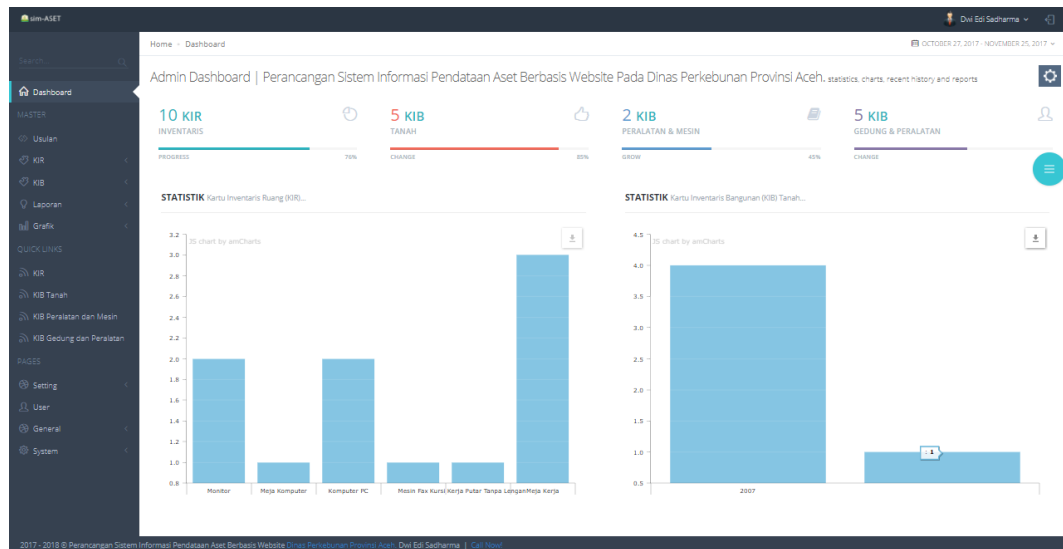 sim-ASET
Dwi Edi Sadharma
Home
Dashboard
OCTOBER 27, 2017 - NOVEMBER 25, 2017
Search...
Admin Dashboard | Perancangan Sistem Informasi Pendataan Aset Berbasis Website Pada Dinas Perkebunan Provinsi Aceh. statistics, charts, recent history and reports
Dashboard
MASTER
Usulan
KIR
KIB
Laporan
Grafik
QUICK LINKS
KIR
KIB Tanah
KIB Peralatan dan Mesin
KIB Gedung dan Peralatan
PAGES
Setting
User
General
System
10 KIR
INVENTARIS
PROGRESS 76%
5 KIB
TANAH
CHANGE 85%
2 KIB
PERALATAN & MESIN
GROW 45%
5 KIB
GEDUNG & PERALATAN
CHANGE
STATISTIK Kartu Inventaris Ruang (KIR)...
JS chart by amCharts
3.2
3.0
2.8
2.6
2.4
2.2
2.0
1.8
1.6
1.4
1.2
1.0
0.8
Monitor Meja Komputer Komputer PC Mesin Fax Kursi Kerja Putar Tanpa Lengan Meja Kerja
STATISTIK Kartu Inventaris Bangunan (KIB) Tanah...
JS chart by amCharts
4.5
4.0
3.5
3.0
2.5
2.0
1.5
1.0
0.5
: 1
2007
2017 - 2018 © Perancangan Sistem Informasi Pendataan Aset Berbasis Website Dinas Perkebunan Provinsi Aceh. Dwi Edi Sadharma | Call Now!